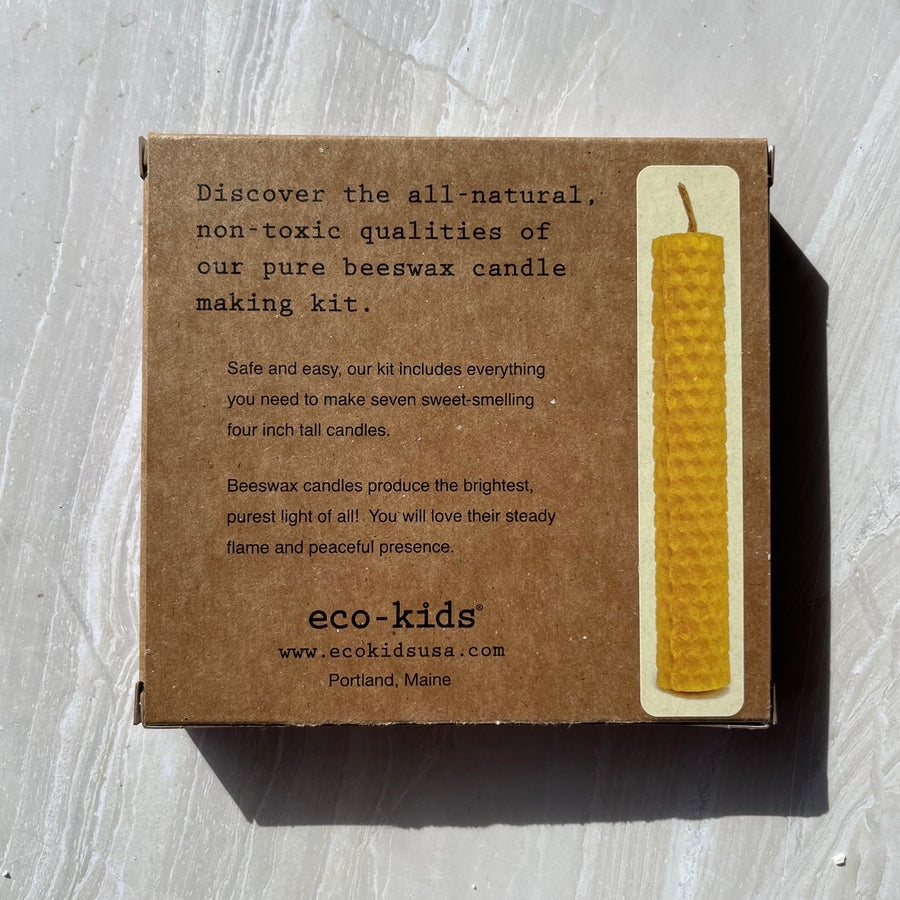 Discover the all-natural,
non-toxic qualities of
our pure beeswax candle
making kit.
Safe and easy, our kit includes everything
you need to make seven sweet-smelling
four inch tall candles.
Beeswax candles produce the brightest,
purest light of all! You will love their steady
flame and peaceful presence.
eco-kids®
www.ecokidsusa.com
Portland, Maine